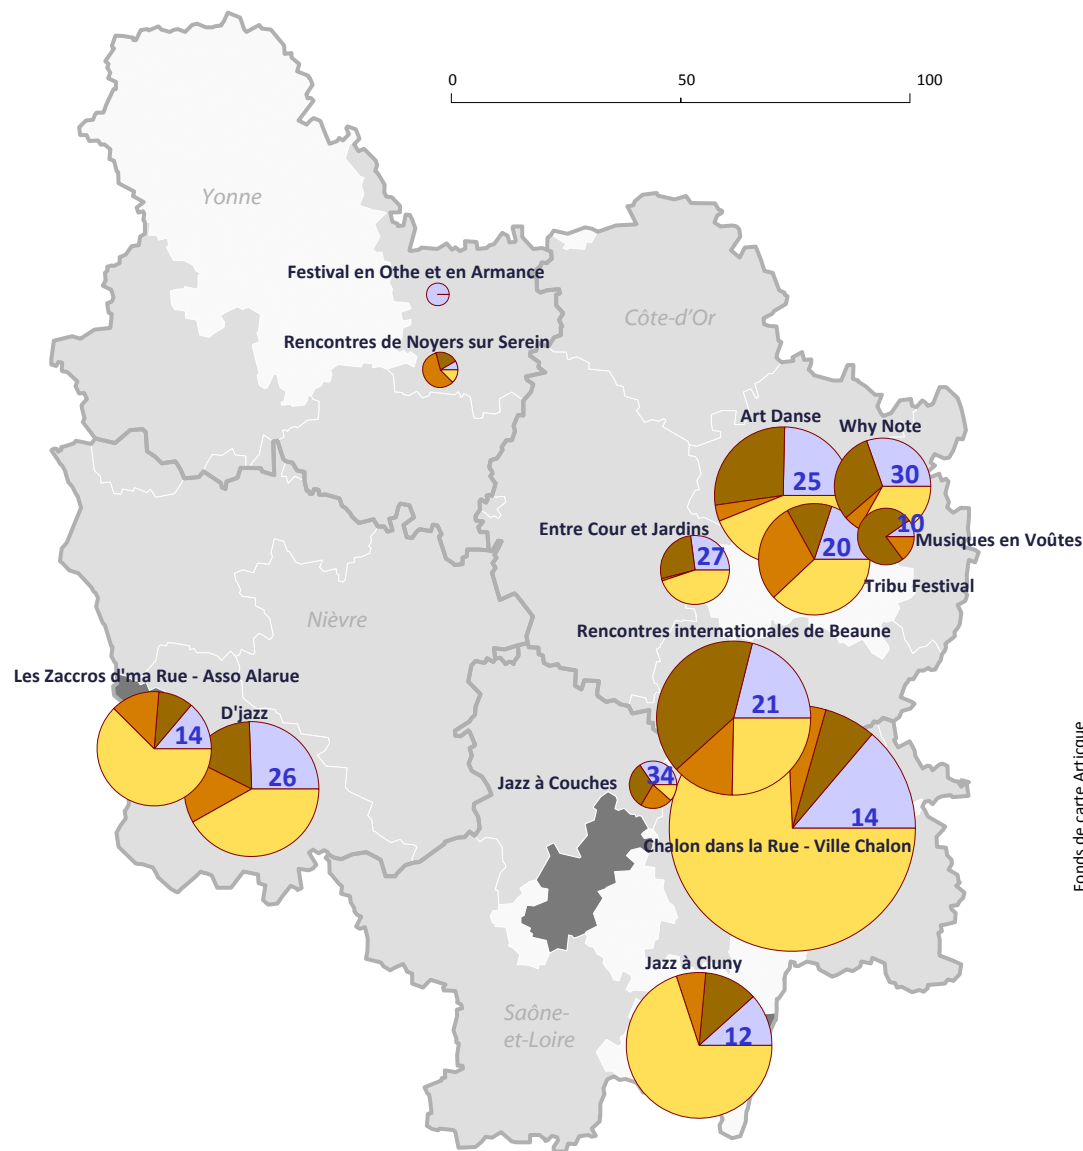 0 50 100
Yonne
Festival en Othe et en Armance
Côte-d'Or
Rencontres de Noyers sur Serein
Art Danse
Why Note
25
30
10
Entre Cour et Jardins
27
20
Musiques en Voûtes
Tribu Festival
Nièvre
Rencontres internationales de Beaune
Les Zaccros d'ma Rue - Asso Alarue
21
D'jazz
14
26
Jazz à Couches
34
14
Chalon dans la Rue - Ville Chalon
Jazz à Cluny
Saône-
et-Loire
12
Fonds de carte Articque